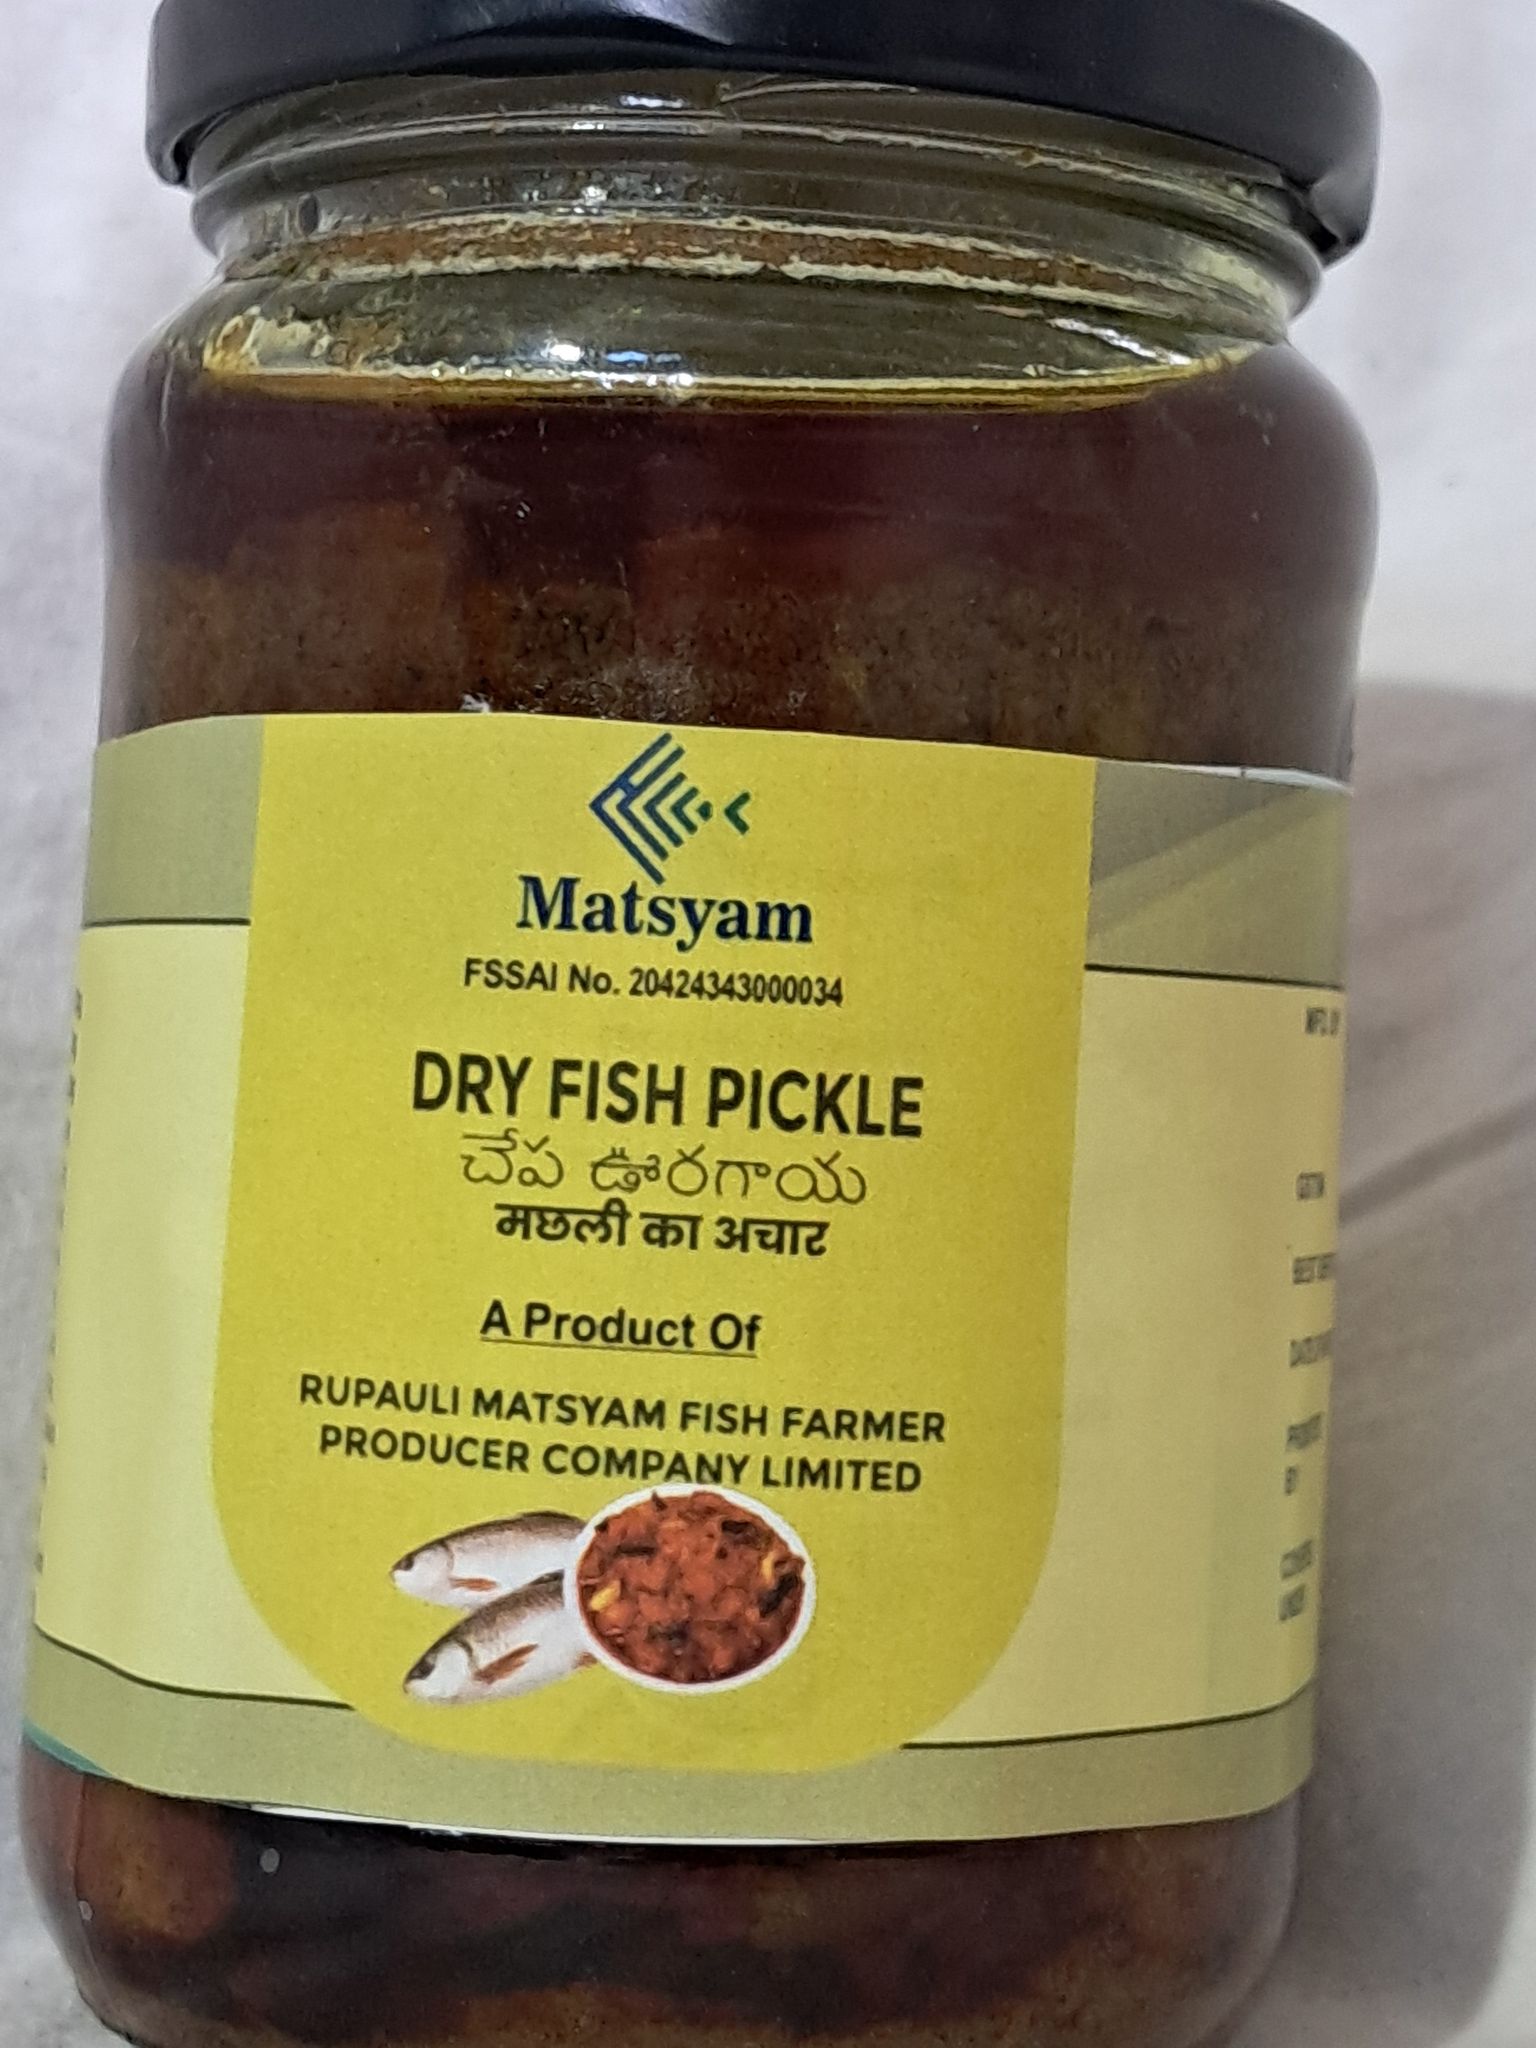 Matsyam
FSSAI No. 20424343000034
DRY FISH PICKLE
చేప ఊరగాయ
मछली का अचार
A Product Of
RUPAULI MATSYAM FISH FARMER
PRODUCER COMPANY LIMITED